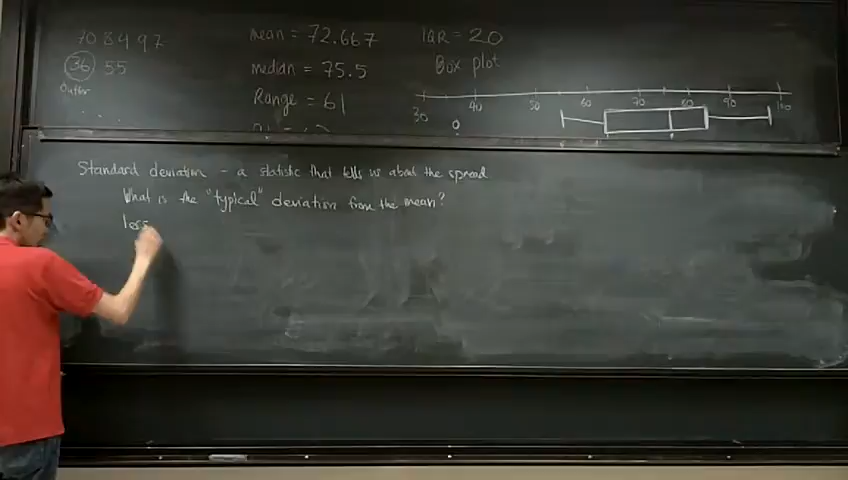 70 84 97
36 55
Outlier
mean = 72.667
median = 75.5
Range = 61
IQR = 20
Box plot
30 40 50 60 70 80 90 100
Standard deviation - a statistic that tells us about the spread
What is the "typical" deviation from the mean?
less